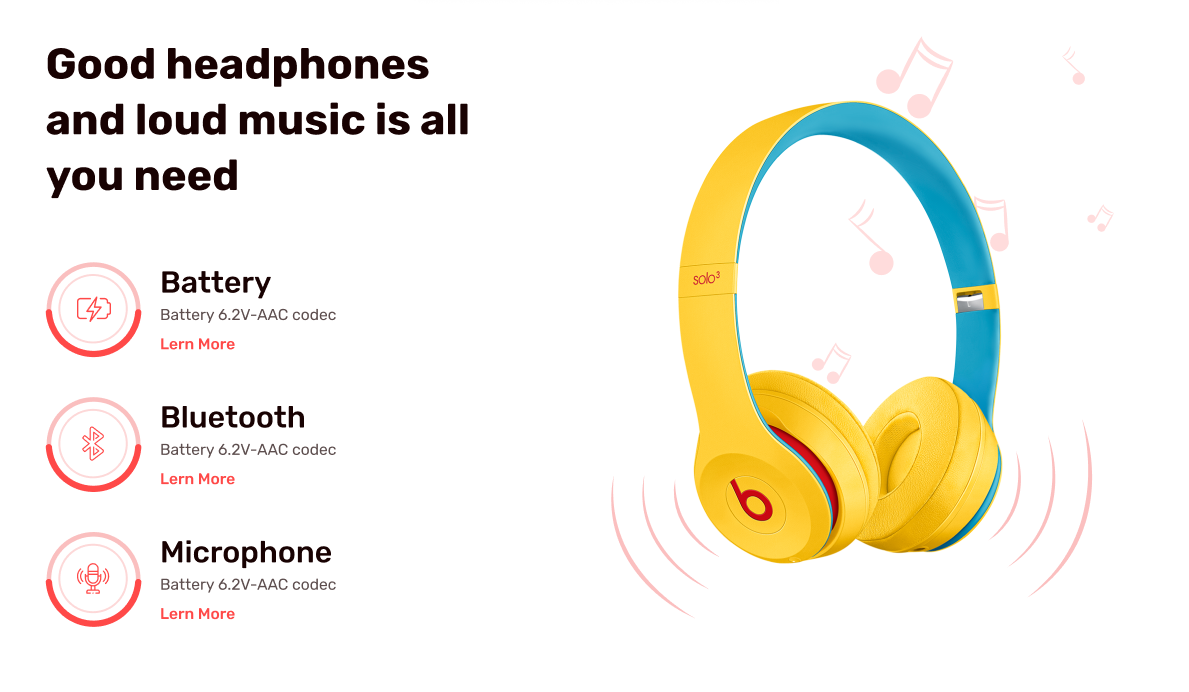 Good headphones
and loud music is all
you need
Battery
Battery 6.2V-AAC codec
Lern More
Bluetooth
Battery 6.2V-AAC codec
Lern More
Microphone
Battery 6.2V-AAC codec
Lern More
solo³
b